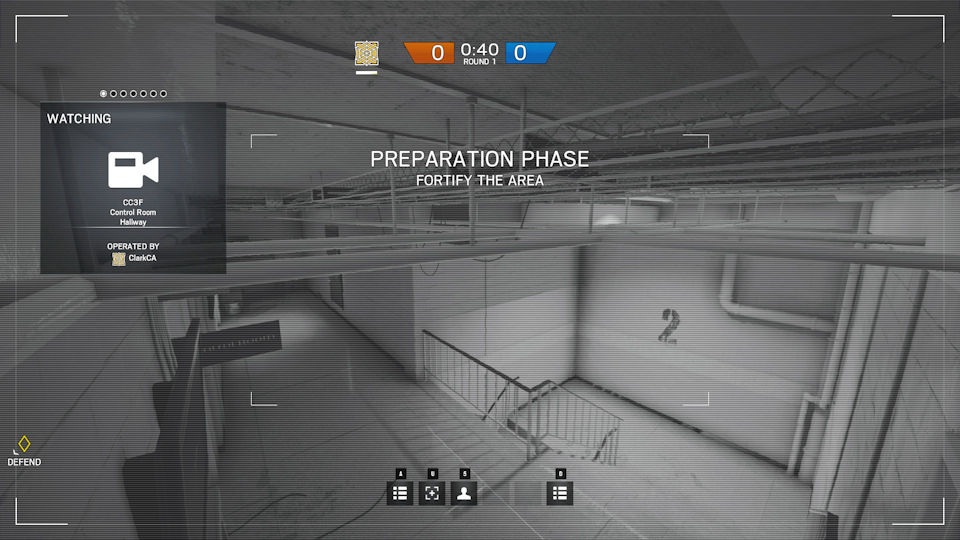 0 0:40 0
ROUND 1
WATCHING
PREPARATION PHASE
FORTIFY THE AREA
CC3F
Control Room
Hallway
OPERATED BY
ClarkCA
2
DEFEND
A U S D